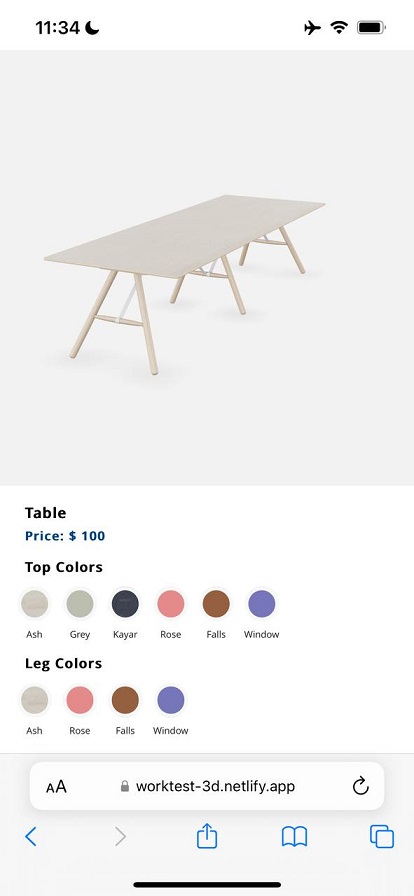 11:34
Table
Price: $ 100
Top Colors
Ash Grey Kayar Rose Falls Window
Leg Colors
Ash Rose Falls Window
AA worktest-3d.netlify.app